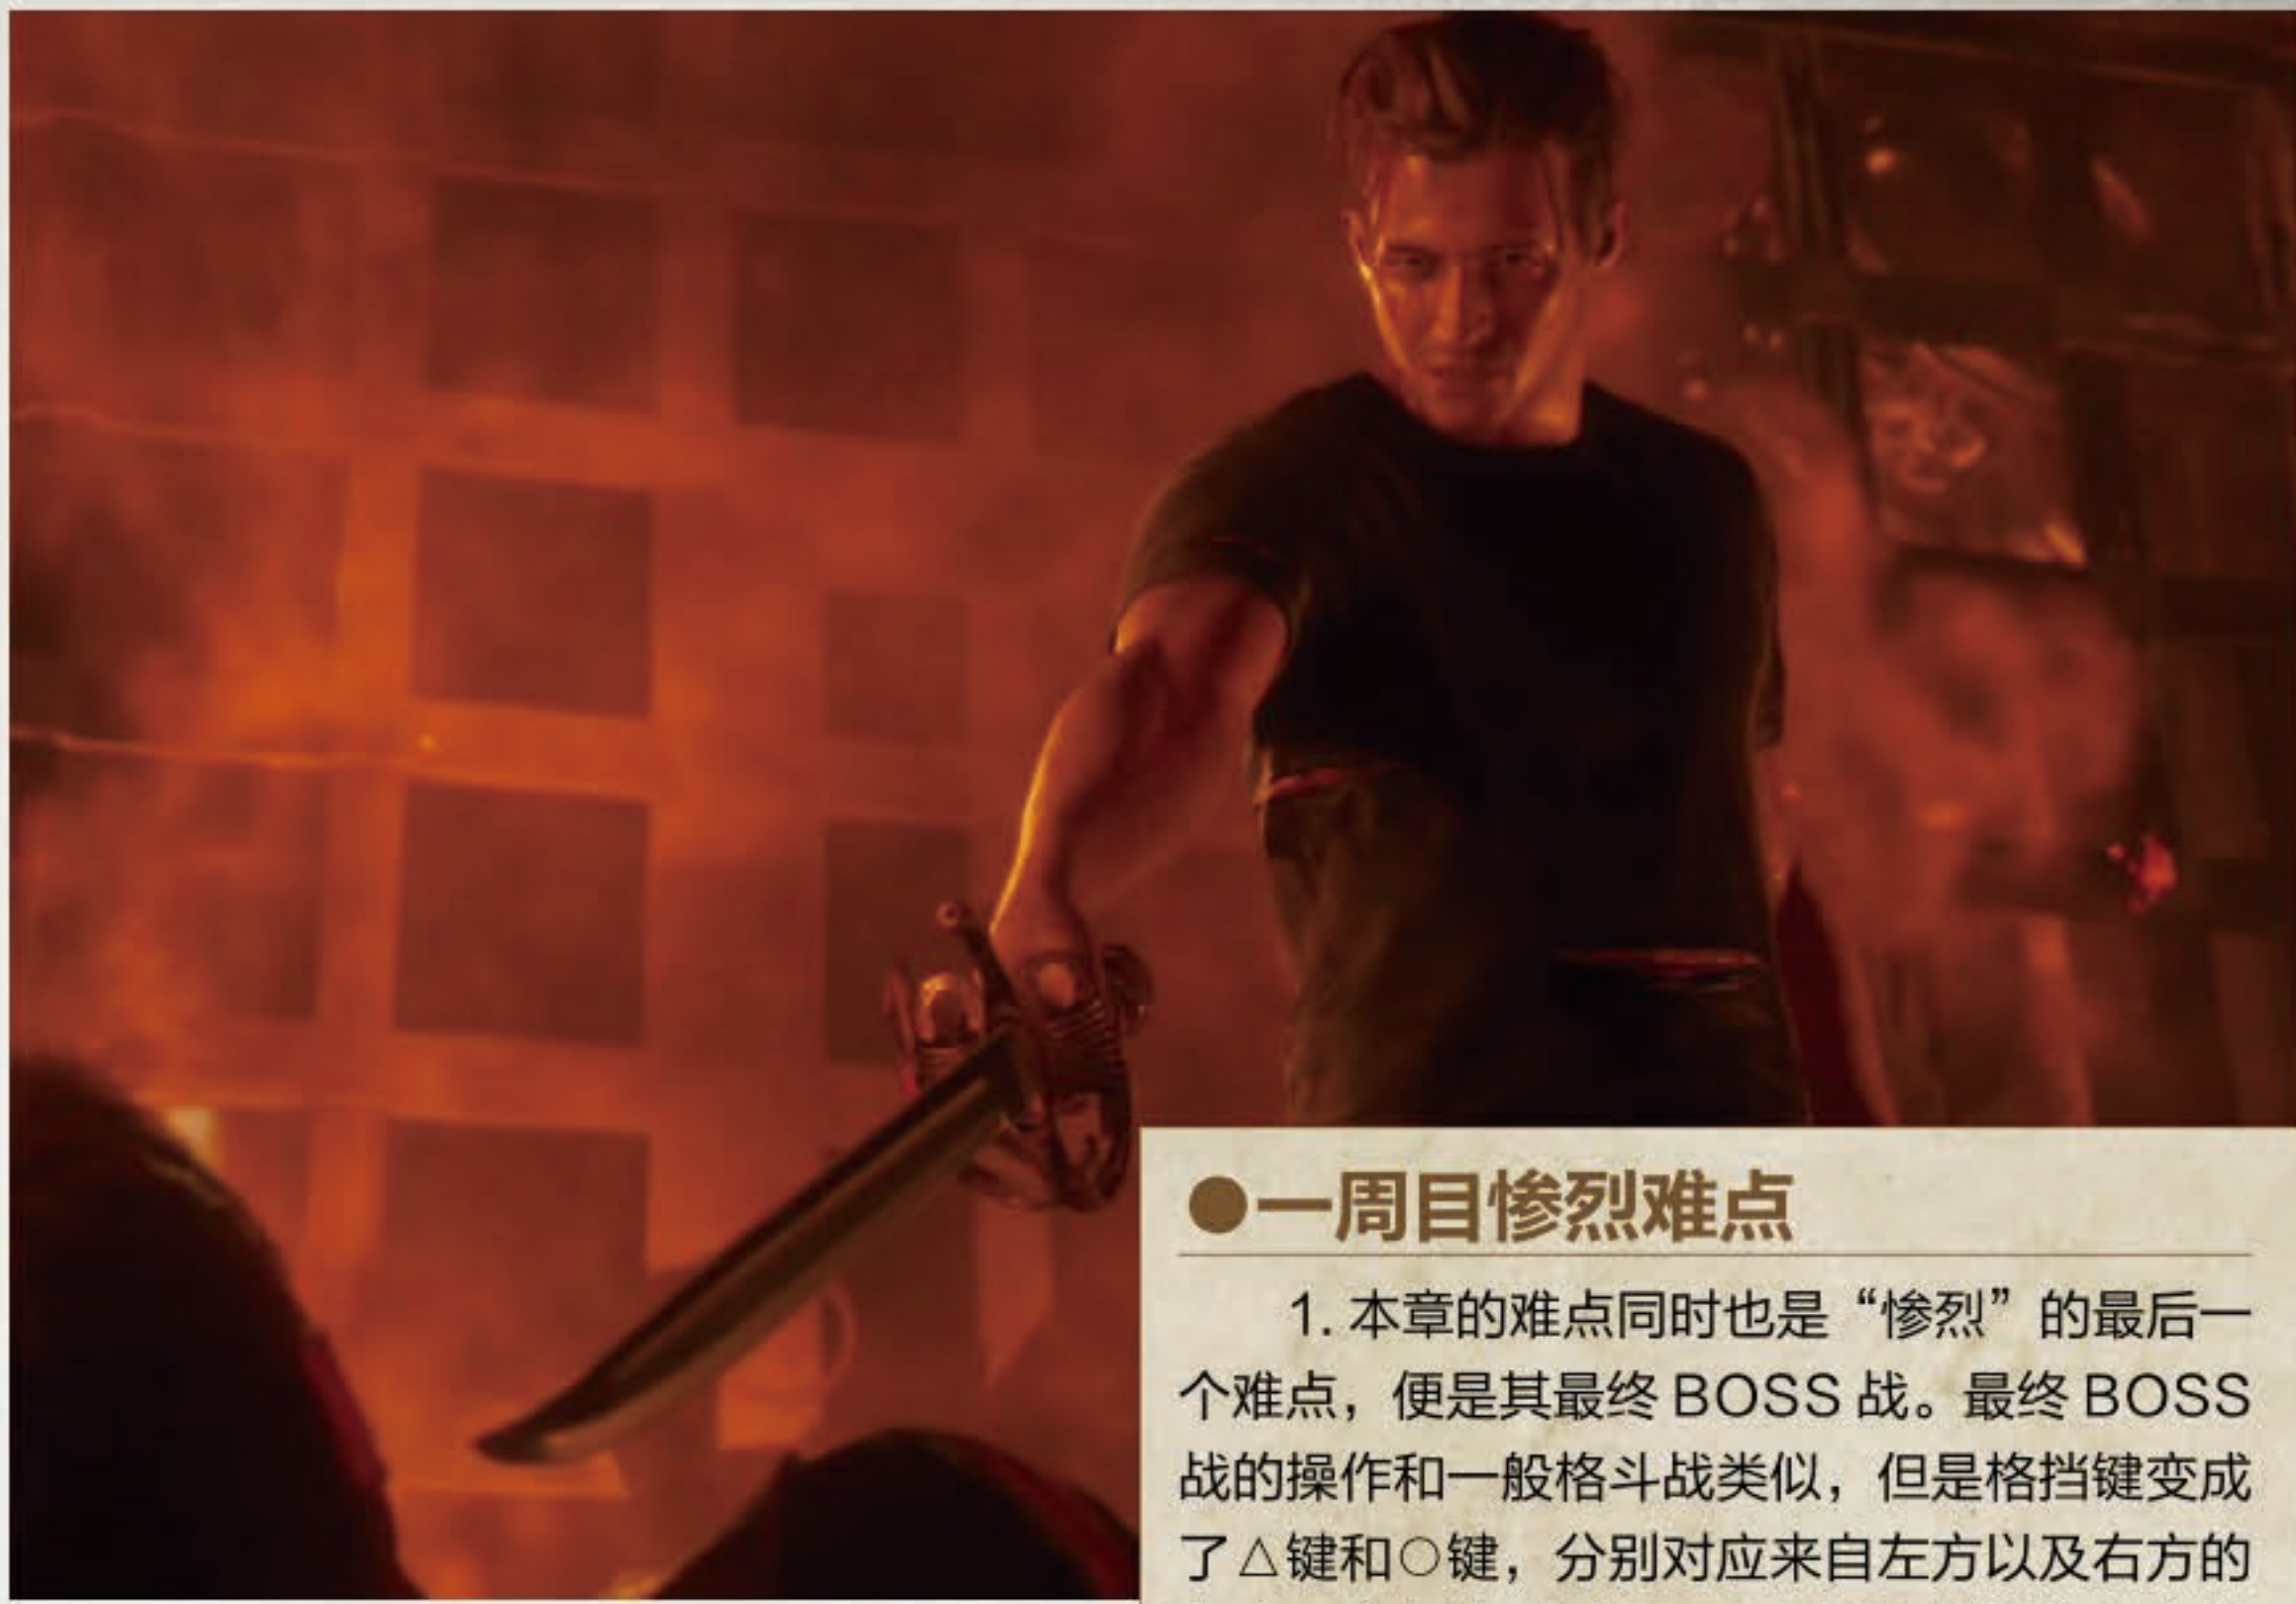 ●一周目惨烈难点
1. 本章的难点同时也是“惨烈”的最后一
个难点，便是其最终 BOSS 战。最终 BOSS
战的操作和一般格斗战类似，但是格挡键变成
了△键和○键，分别对应来自左方以及右方的